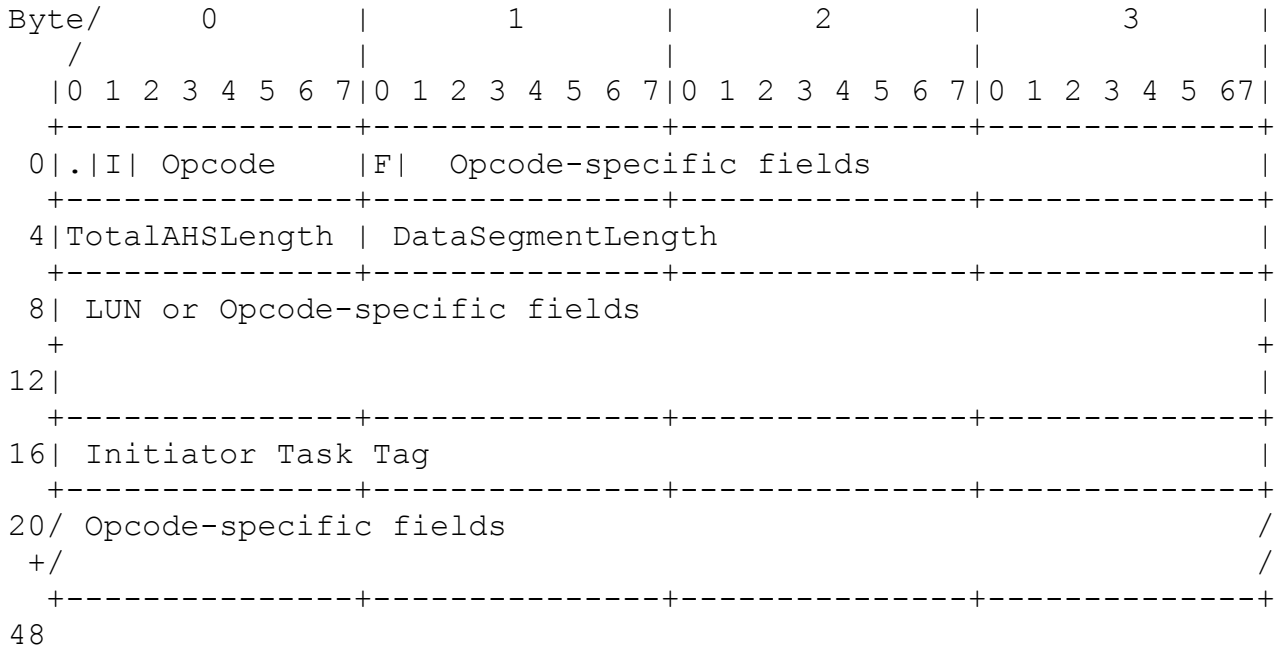 Byte/     0       |       1       |       2       |       3       |
   /              |               |               |               |
  |0 1 2 3 4 5 6 7|0 1 2 3 4 5 6 7|0 1 2 3 4 5 6 7|0 1 2 3 4 5 67|
  +---------------+---------------+---------------+--------------+
 0|.|I| Opcode    |F|  Opcode-specific fields                    |
  +---------------+---------------+---------------+--------------+
 4|TotalAHSLength | DataSegmentLength                            |
  +---------------+---------------+---------------+--------------+
 8| LUN or Opcode-specific fields                                |
  +                                                              +
12|                                                              |
  +---------------+---------------+---------------+--------------+
16| Initiator Task Tag                                           |
  +---------------+---------------+---------------+--------------+
20/ Opcode-specific fields                                       /
 +/                                                              /
  +---------------+---------------+---------------+--------------+
48